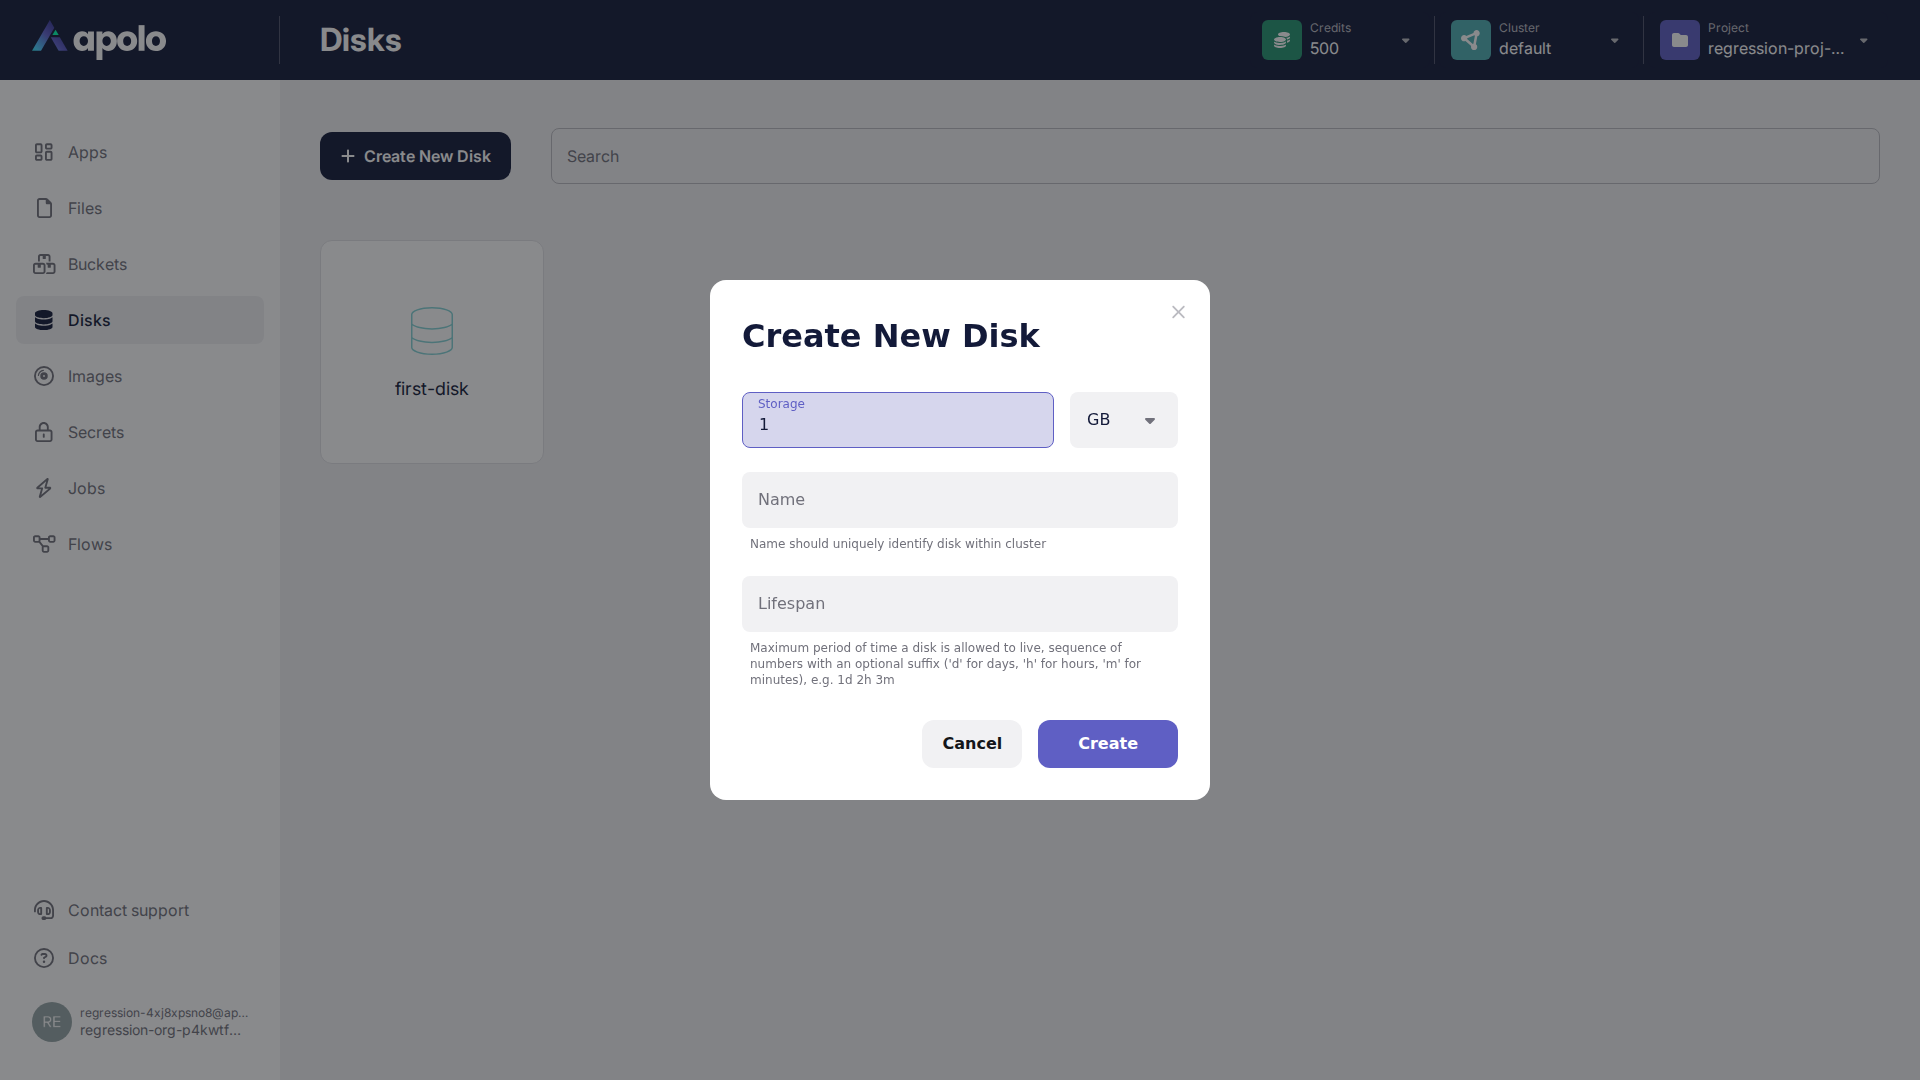 apolo
Disks
Credits
500
Cluster
default
Project
regression-proj-...
Apps
Files
Buckets
Disks
Images
Secrets
Jobs
Flows
Contact support
Docs
RE
regression-4xj8xpsno8@ap...
regression-org-p4kwtf...
Create New Disk
Search
first-disk
Create New Disk
Storage
1
GB
Name
Name should uniquely identify disk within cluster
Lifespan
Maximum period of time a disk is allowed to live, sequence of
numbers with an optional suffix ('d' for days, 'h' for hours, 'm' for
minutes), e.g. 1d 2h 3m
Cancel
Create